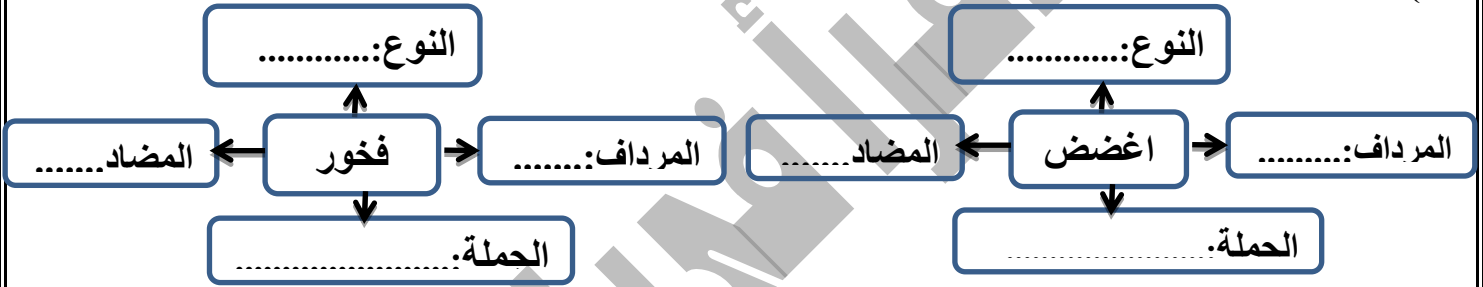 النوع:............. النوع:............
المرداف:......... اغضض المضاد....... المرداف:....... فخور المضاد.......
الجملة:....................... الجملة:........................